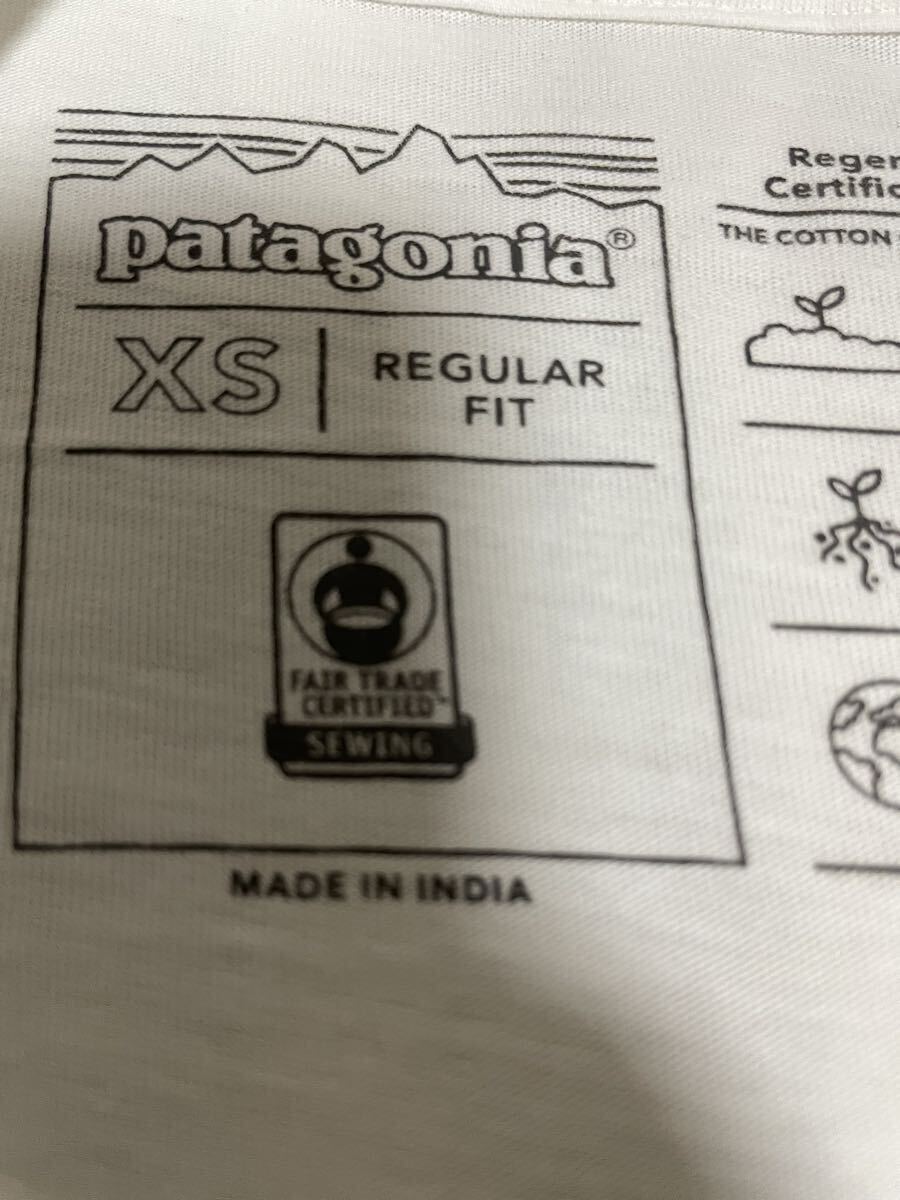 patagonia®
XS
REGULAR
FIT
FAIR TRADE
CERTIFIED™
SEWING
MADE IN INDIA
THE COTTON